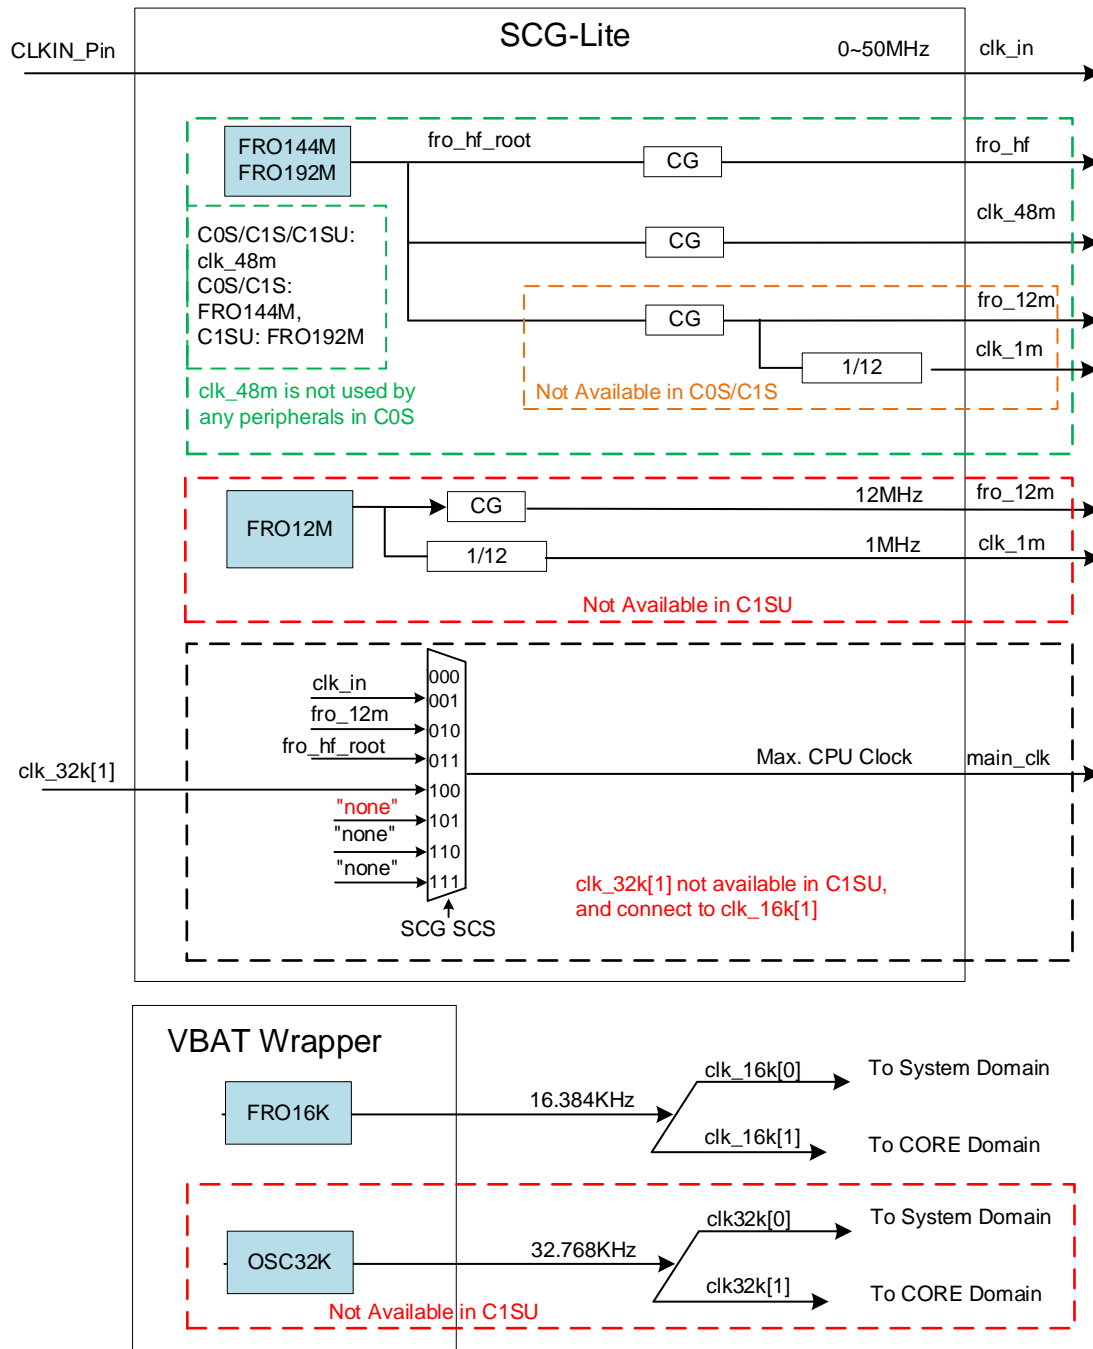 SCG-Lite
CLKIN_Pin
0~50MHz
clk_in
FRO144M
FRO192M
fro_hf_root
CG
fro_hf
C0S/C1S/C1SU:
clk_48m
C0S/C1S:
FRO144M,
C1SU: FRO192M
CG
clk_48m
CG
fro_12m
1/12
clk_1m
Not Available in C0S/C1S
clk_48m is not used by
any peripherals in C0S
FRO12M
CG
12MHz
fro_12m
1/12
1MHz
clk_1m
Not Available in C1SU
000
clk_in
001
fro_12m
010
fro_hf_root
011
clk_32k[1]
100
"none"
101
"none"
110
"none"
111
SCG SCS
Max. CPU Clock
main_clk
clk_32k[1] not available in C1SU,
and connect to clk_16k[1]
VBAT Wrapper
FRO16K
16.384KHz
clk_16k[0]
To System Domain
clk_16k[1]
To CORE Domain
OSC32K
32.768KHz
clk32k[0]
To System Domain
clk32k[1]
To CORE Domain
Not Available in C1SU